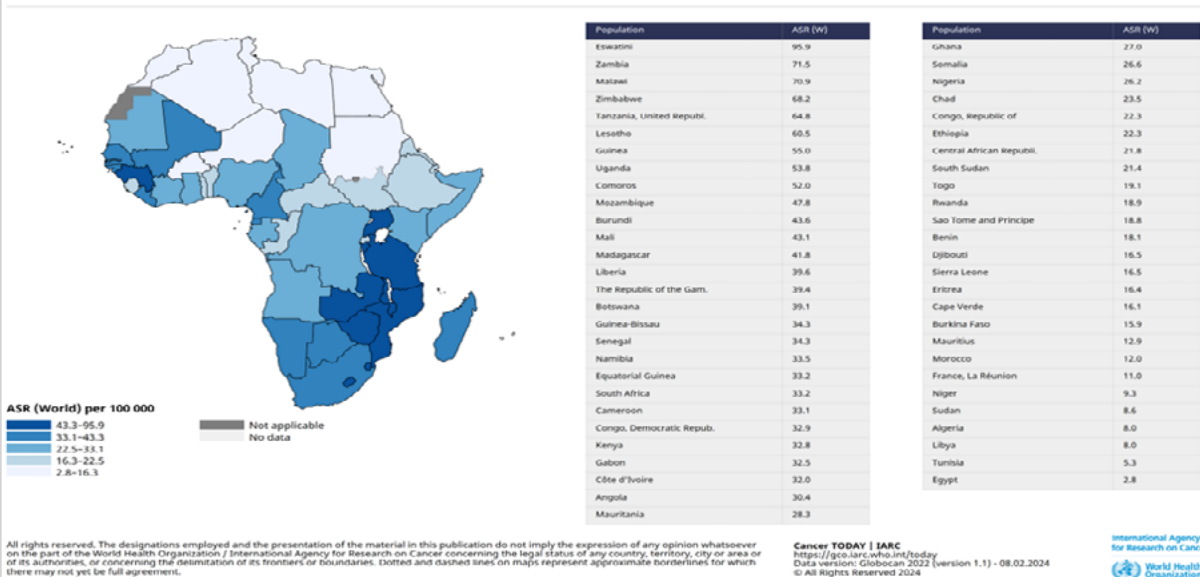 Population ASR (W)
Eswatini 95.9
Zambia 71.5
Malawi 70.9
Zimbabwe 68.2
Tanzania, United Republ. 64.8
Lesotho 60.5
Guinea 55.0
Uganda 53.8
Comoros 52.0
Mozambique 47.8
Burundi 43.6
Mali 43.1
Madagascar 41.8
Liberia 39.6
The Republic of the Gam. 39.4
Botswana 39.1
Guinea-Bissau 34.3
Senegal 34.3
Namibia 33.5
Equatorial Guinea 33.2
South Africa 33.2
Cameroon 33.1
Congo, Democratic Repub. 32.9
Kenya 32.8
Gabon 32.5
Côte d'Ivoire 32.0
Angola 30.4
Mauritania 28.3
Population ASR (W)
Ghana 27.0
Somalia 26.6
Nigeria 26.2
Chad 23.5
Congo, Republic of 22.3
Ethiopia 22.3
Central African Republi. 21.8
South Sudan 21.4
Togo 19.1
Rwanda 18.9
Sao Tome and Principe 18.8
Benin 18.1
Djibouti 16.5
Sierra Leone 16.5
Eritrea 16.4
Cape Verde 16.1
Burkina Faso 15.9
Mauritius 12.9
Morocco 12.0
France, La Réunion 11.0
Niger 9.3
Sudan 8.6
Algeria 8.0
Libya 8.0
Tunisia 5.3
Egypt 2.8
ASR (World) per 100 000
43.3–95.9
33.1–43.3
22.5–33.1
16.3–22.5
2.8–16.3
Not applicable
No data
All rights reserved. The designations employed and the presentation of the material in this publication do not imply the expression of any opinion whatsoever
on the part of the World Health Organization / International Agency for Research on Cancer concerning the legal status of any country, territory, city or area or
of its authorities, or concerning the delimitation of its frontiers or boundaries. Dotted and dashed lines on maps represent approximate borderlines for which
there may not yet be full agreement.
Cancer TODAY | IARC
https://gco.iarc.who.int/today
Data version: Globocan 2022 (version 1.1) - 08.02.2024
© All Rights Reserved 2024
International Agency
for Research on Cancer
World Health
Organization